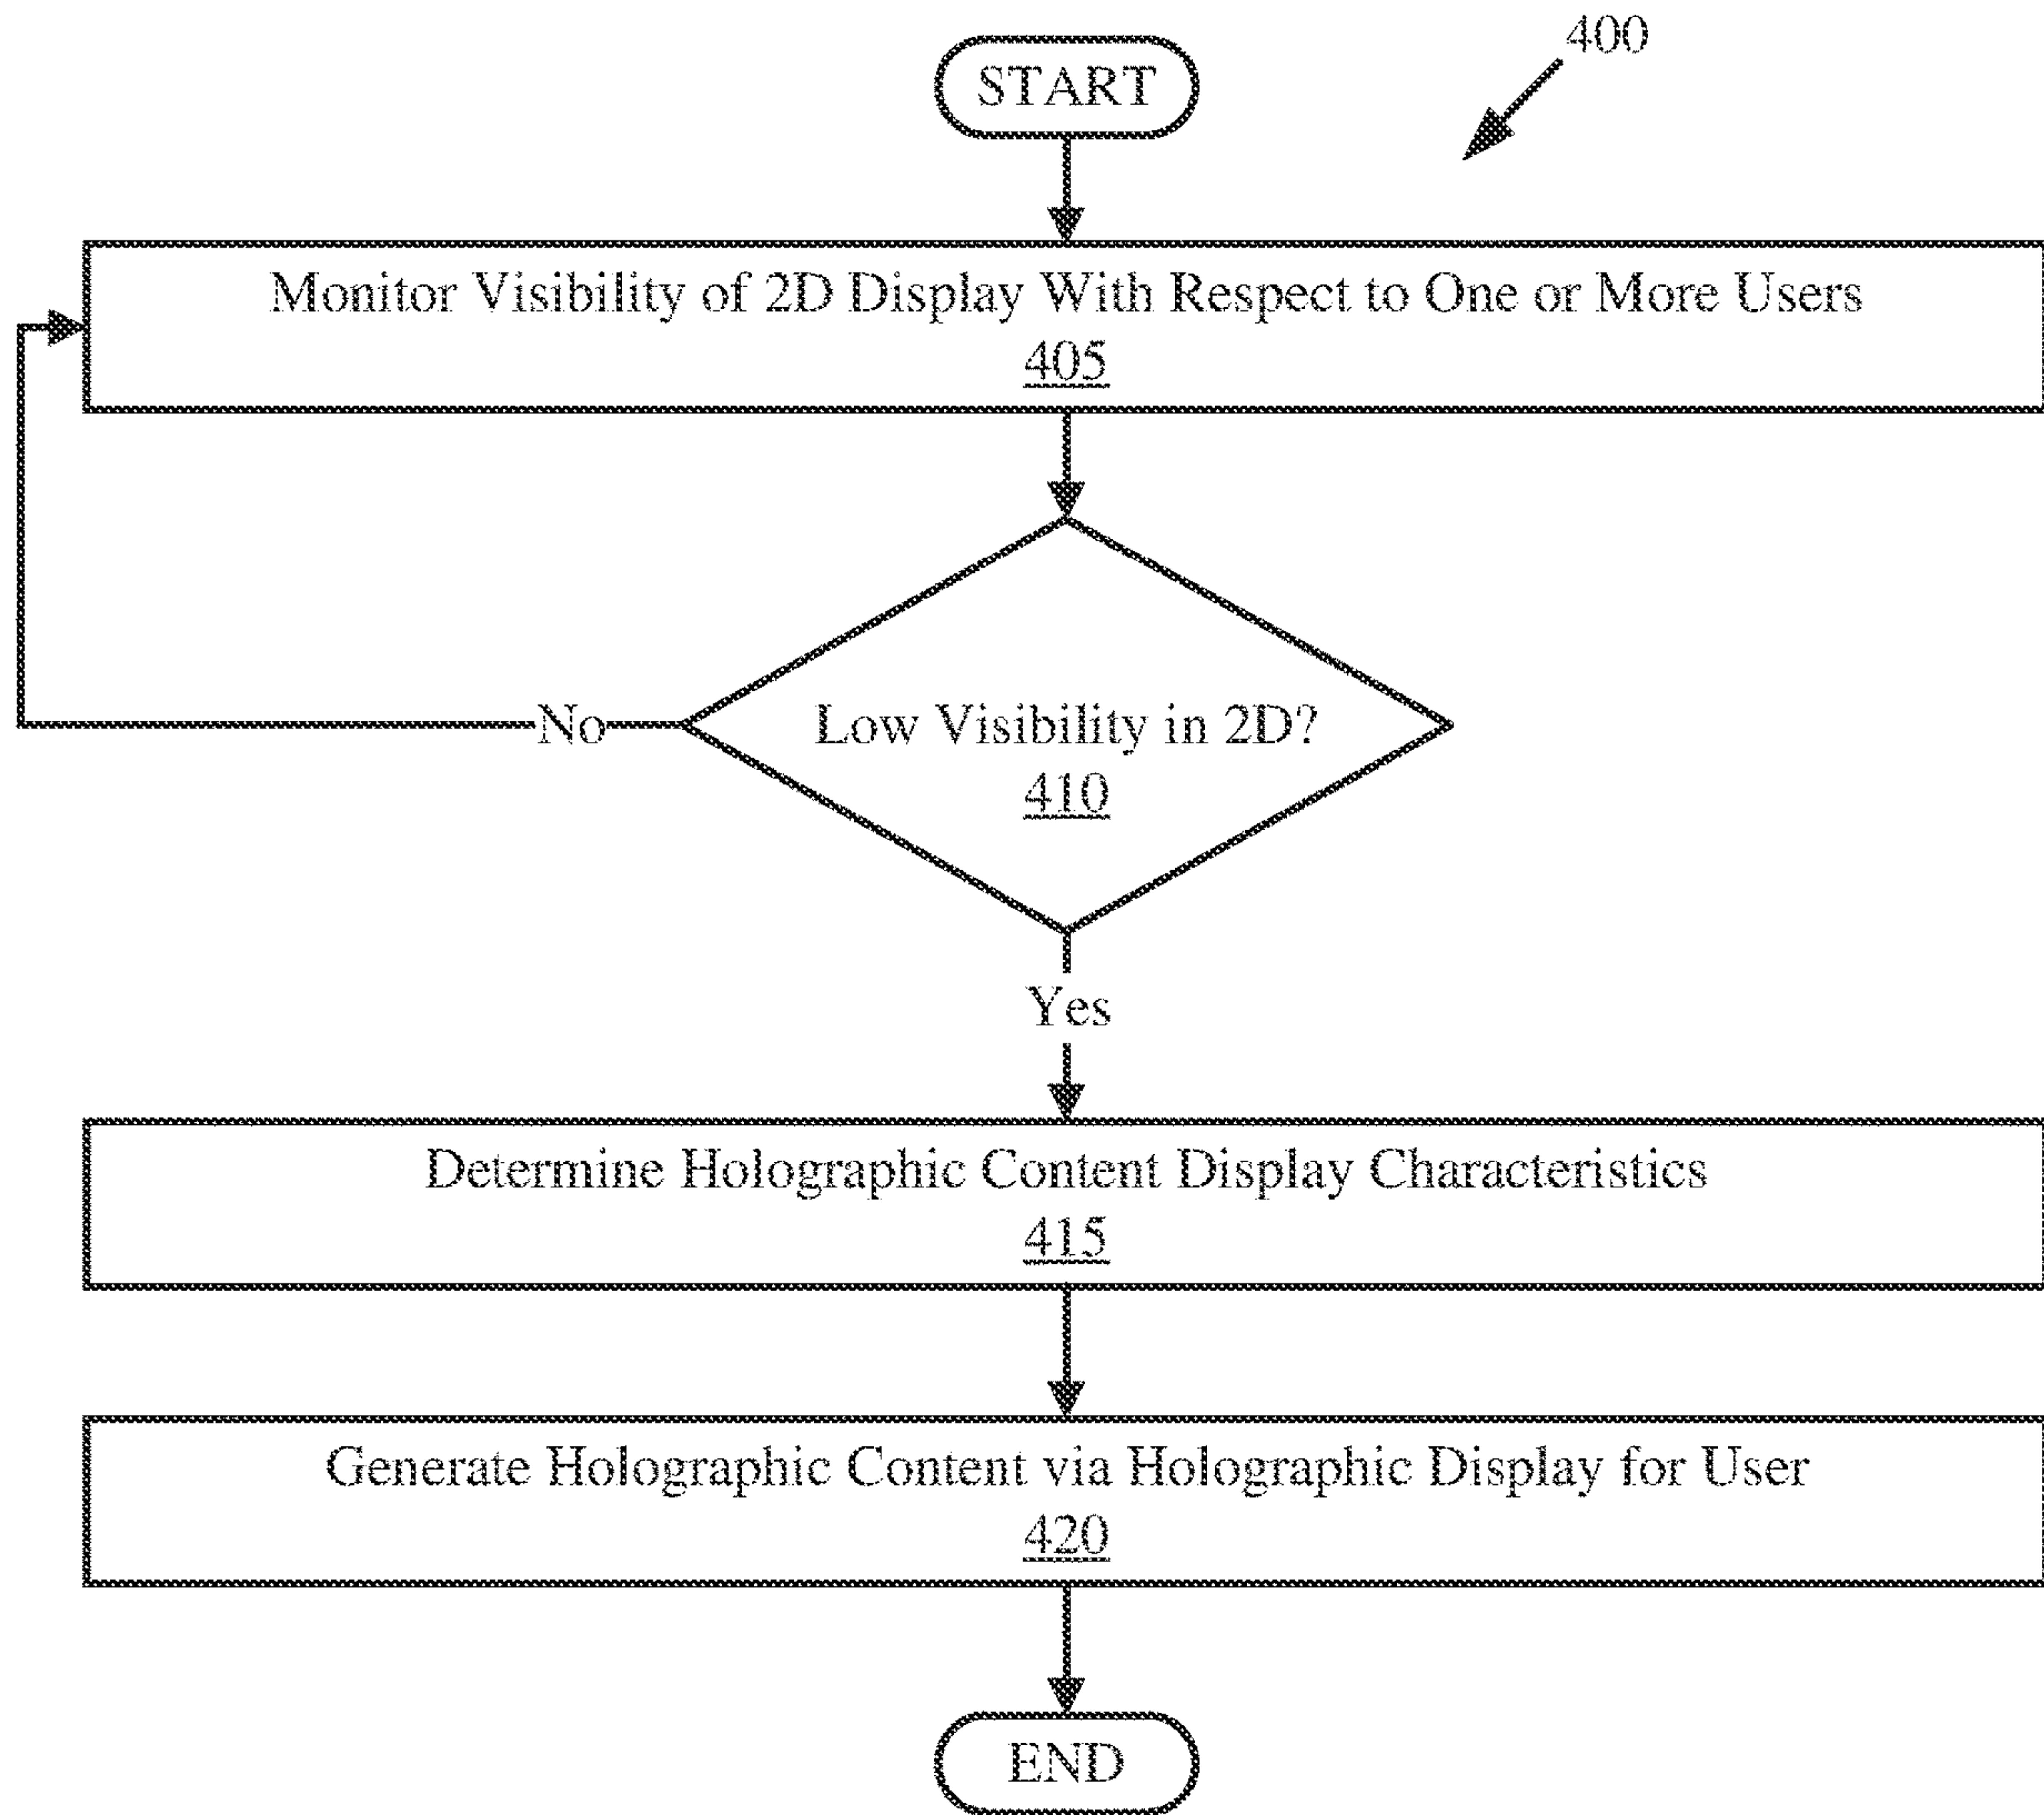 400
START
Monitor Visibility of 2D Display With Respect to One or More Users
405
Low Visibility in 2D?
410
No
Yes
Determine Holographic Content Display Characteristics
415
Generate Holographic Content via Holographic Display for User
420
END